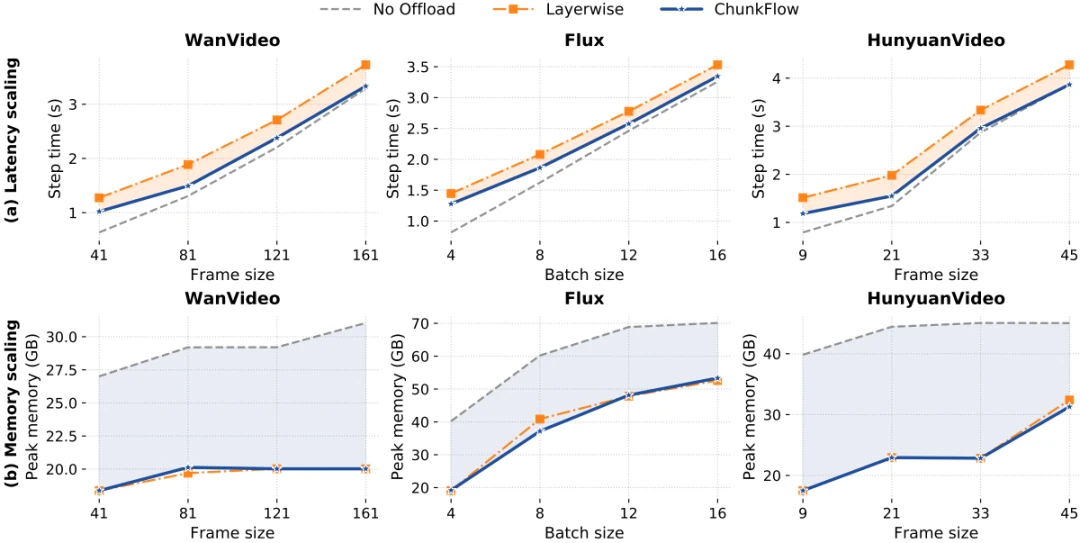 No Offload Layerwise ChunkFlow
WanVideo Flux HunyuanVideo
(a) Latency scaling
Step time (s)
3
2
1
41 81 121 161
Frame size
Step time (s)
3.5
3.0
2.5
2.0
1.5
1.0
4 8 12 16
Batch size
Step time (s)
4
3
2
1
9 21 33 45
Frame size
WanVideo Flux HunyuanVideo
(b) Memory scaling
Peak memory (GB)
30.0
27.5
25.0
22.5
20.0
41 81 121 161
Frame size
Peak memory (GB)
70
60
50
40
30
20
4 8 12 16
Batch size
Peak memory (GB)
40
30
20
9 21 33 45
Frame size